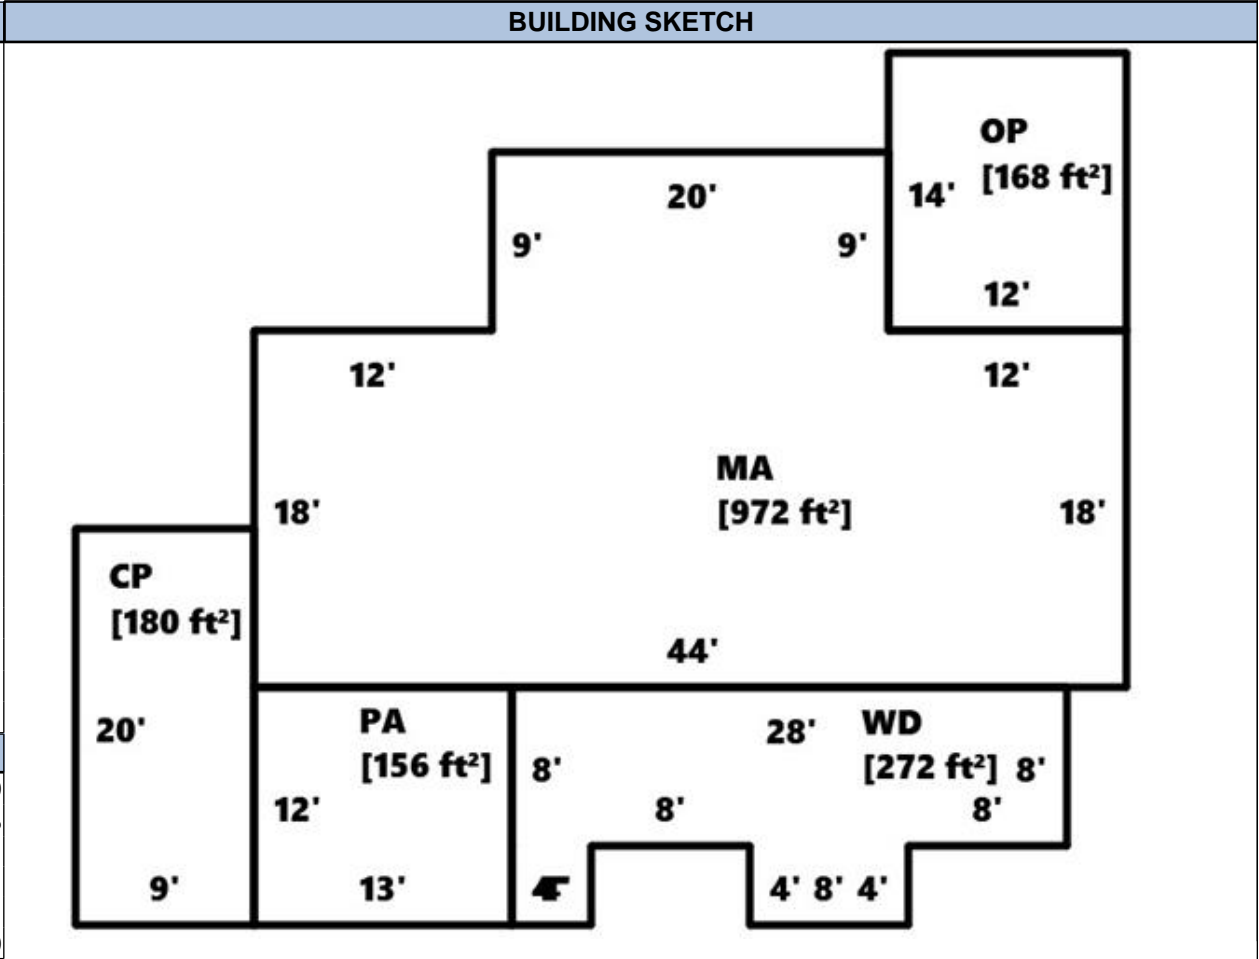 BUILDING SKETCH
OP
[168 ft²]
14'
12'
20'
9'
9'
12'
12'
MA
[972 ft²]
18'
18'
44'
CP
[180 ft²]
20'
9'
PA
[156 ft²]
12'
13'
28'
WD
[272 ft²]
8'
8'
8'
8'
4' 8' 4'